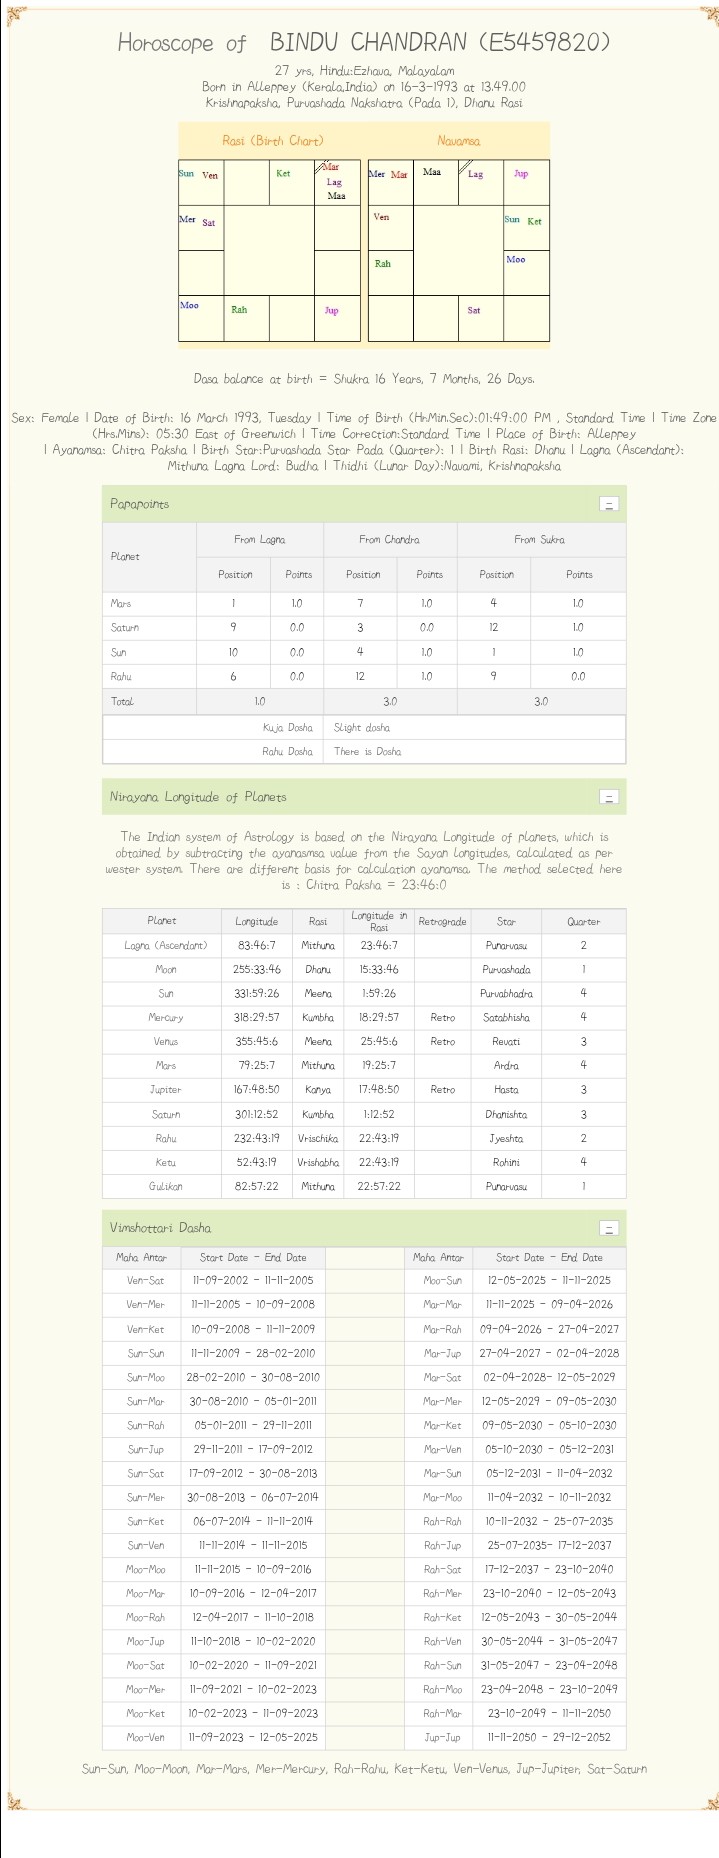 Horoscope of BINDU CHANDRAN (E5459820)
27 yrs, Hindu:Ezhava, Malayalam
Born in Alleppey (Kerala,India) on 16-3-1993 at 13.49.00
Krishnapaksha, Purvashada Nakshatra (Pada 1), Dhanu Rasi
Rasi (Birth Chart) Navamsa
Sun Ven Ket Mar Mer Mar Maa Lag Jup
Lag
Maa
Mer Sat Ven Sun Ket
Rah Moo
Moo Rah Jup Sat
Dasa balance at birth = Shukra 16 Years, 7 Months, 26 Days.
Sex: Female | Date of Birth: 16 March 1993, Tuesday | Time of Birth (Hr.Min.Sec):01:49:00 PM , Standard Time | Time Zone
(Hrs.Mins): 05:30 East of Greenwich | Time Correction:Standard Time | Place of Birth: Alleppey
| Ayanamsa: Chitra Paksha | Birth Star:Purvashada Star Pada (Quarter): 1 | Birth Rasi: Dhanu | Lagna (Ascendant):
Mithuna Lagna Lord: Budha | Thidhi (Lunar Day):Navami, Krishnapaksha
Papapoints
Planet From Lagna From Chandra From Sukra
Position Points Position Points Position Points
Mars 1 1.0 7 1.0 4 1.0
Saturn 9 0.0 3 0.0 12 1.0
Sun 10 0.0 4 1.0 1 1.0
Rahu 6 0.0 12 1.0 9 0.0
Total 1.0 3.0 3.0
Kuja Dosha Slight dosha
Rahu Dosha There is Dosha
Nirayana Longitude of Planets
The Indian system of Astrology is based on the Nirayana Longitude of planets, which is
obtained by subtracting the ayanasmsa value from the Sayan longitudes, calculated as per
wester system. There are different basis for calculation ayanamsa. The method selected here
is : Chitra Paksha = 23:46:0
Planet Longitude Rasi Longitude in Rasi Retrograde Star Quarter
Lagna (Ascendant) 83:46:7 Mithuna 23:46:7 Punarvasu 2
Moon 255:33:46 Dhanu 15:33:46 Purvashada 1
Sun 331:59:26 Meena 1:59:26 Purvabhadra 4
Mercury 318:29:57 Kumbha 18:29:57 Retro Satabhisha 4
Venus 355:45:6 Meena 25:45:6 Retro Revati 3
Mars 79:25:7 Mithuna 19:25:7 Ardra 4
Jupiter 167:48:50 Kanya 17:48:50 Retro Hasta 3
Saturn 301:12:52 Kumbha 1:12:52 Dhanishta 3
Rahu 232:43:19 Vrischika 22:43:19 Jyeshta 2
Ketu 52:43:19 Vrishabha 22:43:19 Rohini 4
Gulikan 82:57:22 Mithuna 22:57:22 Punarvasu 1
Vimshottari Dasha
Maha Antar Start Date - End Date Maha Antar Start Date - End Date
Ven-Sat 11-09-2002 - 11-11-2005 Moo-Sun 12-05-2025 - 11-11-2025
Ven-Mer 11-11-2005 - 10-09-2008 Mar-Mar 11-11-2025 - 09-04-2026
Ven-Ket 10-09-2008 - 11-11-2009 Mar-Rah 09-04-2026 - 27-04-2027
Sun-Sun 11-11-2009 - 28-02-2010 Mar-Jup 27-04-2027 - 02-04-2028
Sun-Moo 28-02-2010 - 30-08-2010 Mar-Sat 02-04-2028- 12-05-2029
Sun-Mar 30-08-2010 - 05-01-2011 Mar-Mer 12-05-2029 - 09-05-2030
Sun-Rah 05-01-2011 - 29-11-2011 Mar-Ket 09-05-2030 - 05-10-2030
Sun-Jup 29-11-2011 - 17-09-2012 Mar-Ven 05-10-2030 - 05-12-2031
Sun-Sat 17-09-2012 - 30-08-2013 Mar-Sun 05-12-2031 - 11-04-2032
Sun-Mer 30-08-2013 - 06-07-2014 Mar-Moo 11-04-2032 - 10-11-2032
Sun-Ket 06-07-2014 - 11-11-2014 Rah-Rah 10-11-2032 - 25-07-2035
Sun-Ven 11-11-2014 - 11-11-2015 Rah-Jup 25-07-2035- 17-12-2037
Moo-Moo 11-11-2015 - 10-09-2016 Rah-Sat 17-12-2037 - 23-10-2040
Moo-Mar 10-09-2016 - 12-04-2017 Rah-Mer 23-10-2040 - 12-05-2043
Moo-Rah 12-04-2017 - 11-10-2018 Rah-Ket 12-05-2043 - 30-05-2044
Moo-Jup 11-10-2018 - 10-02-2020 Rah-Ven 30-05-2044 - 31-05-2047
Moo-Sat 10-02-2020 - 11-09-2021 Rah-Sun 31-05-2047 - 23-04-2048
Moo-Mer 11-09-2021 - 10-02-2023 Rah-Moo 23-04-2048 - 23-10-2049
Moo-Ket 10-02-2023 - 11-09-2023 Rah-Mar 23-10-2049 - 11-11-2050
Moo-Ven 11-09-2023 - 12-05-2025 Jup-Jup 11-11-2050 - 29-12-2052
Sun-Sun, Moo-Moon, Mar-Mars, Mer-Mercury, Rah-Rahu, Ket-Ketu, Ven-Venus, Jup-Jupiter, Sat-Saturn